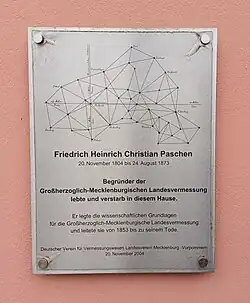 Friedrich Heinrich Christian Paschen
20. November 1804 bis 24. August 1873
Begründer der
Großherzoglich-Mecklenburgischen Landesvermessung
lebte und verstarb in diesem Hause.
Er legte die wissenschaftlichen Grundlagen
für die Großherzoglich-Mecklenburgische Landesvermessung
und leitete sie von 1853 bis zu seinem Tode.
Deutscher Verein für Vermessungswesen Landesverein Mecklenburg -Vorpommern
20. November 2004